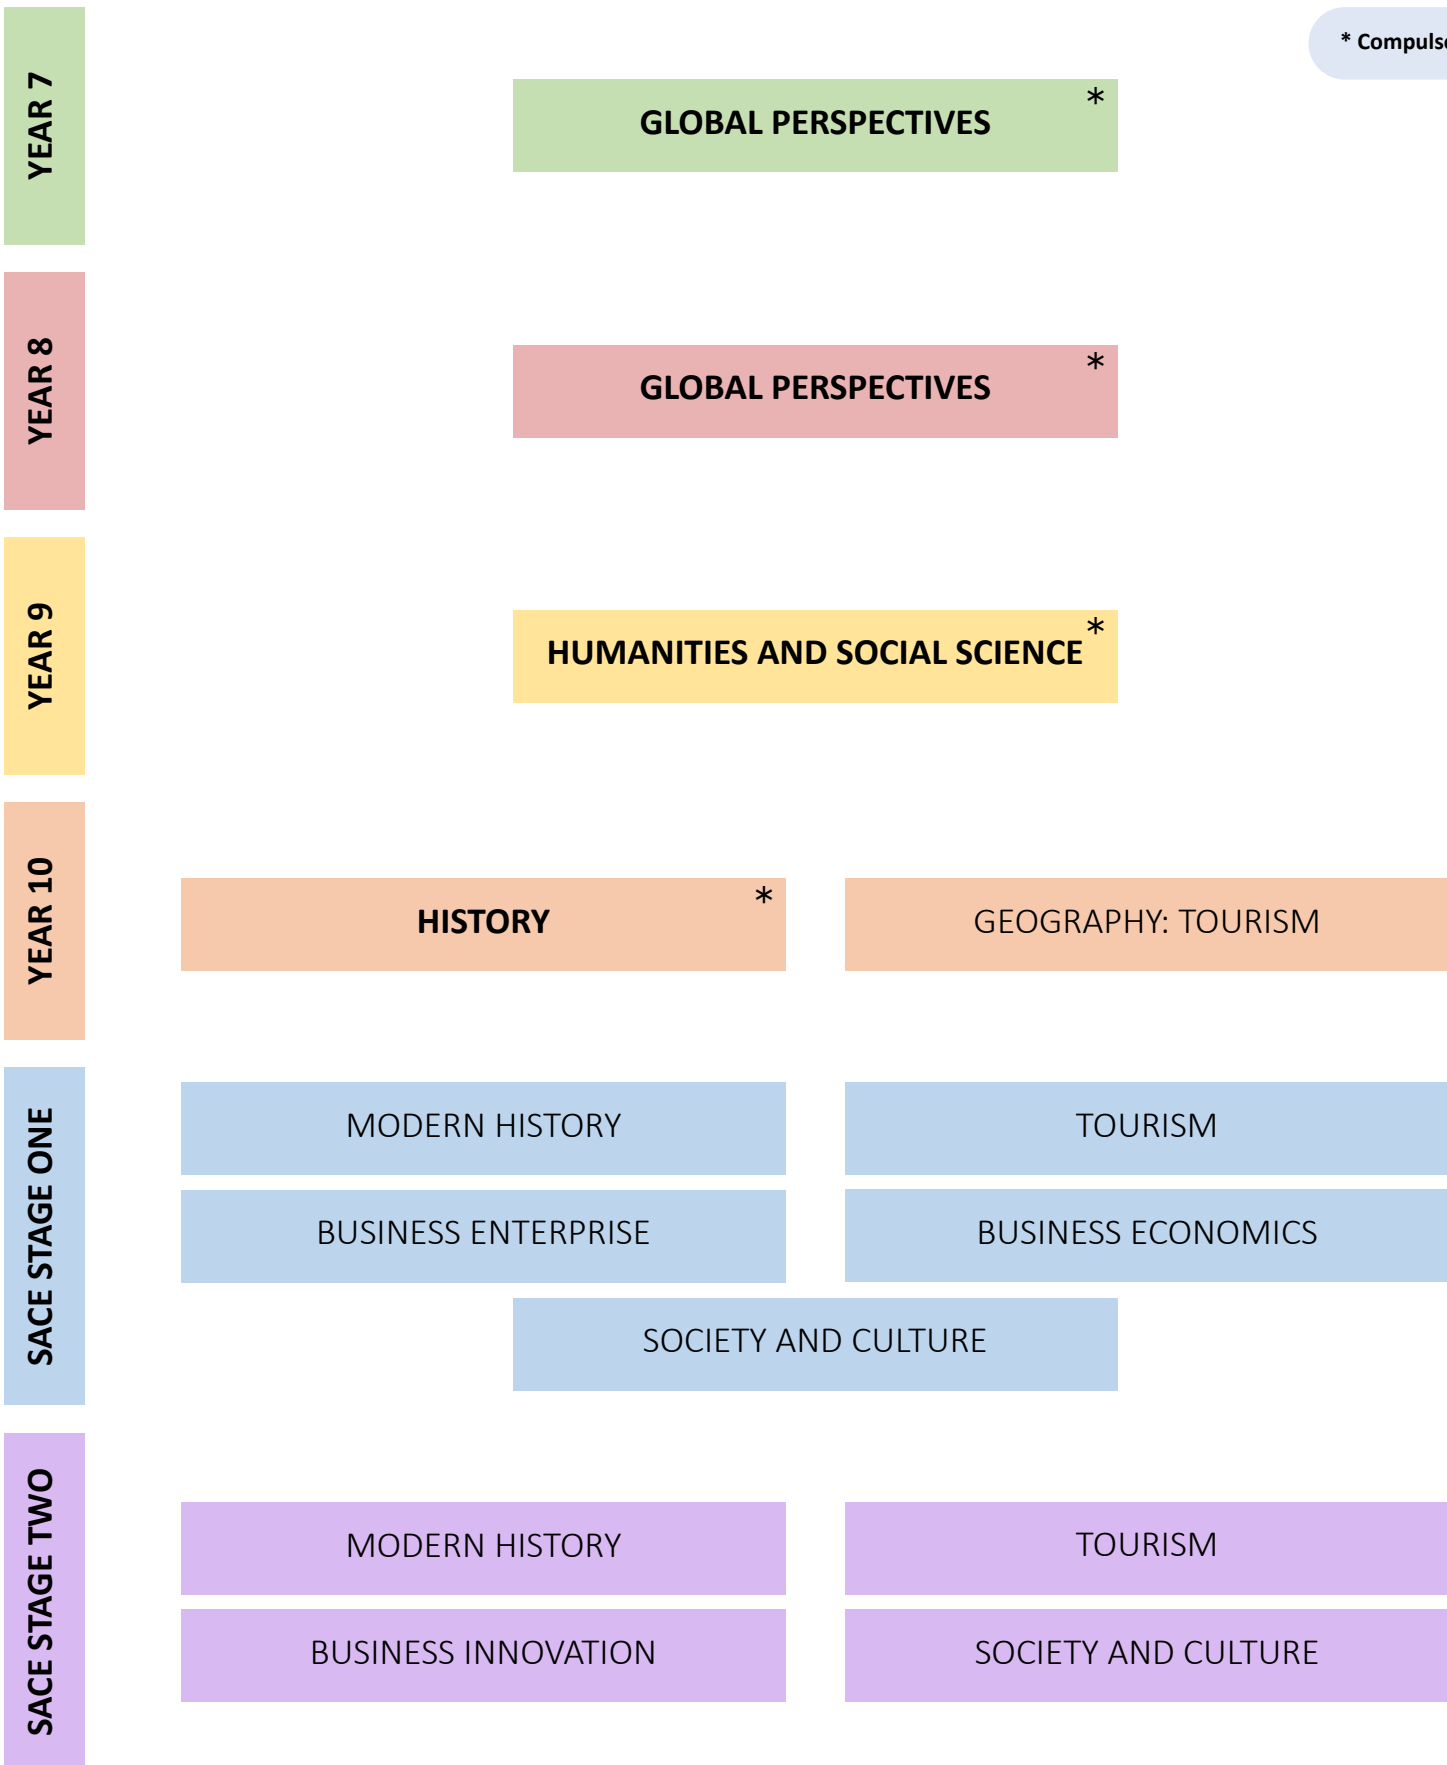 * Compulso
YEAR 7
GLOBAL PERSPECTIVES *
YEAR 8
GLOBAL PERSPECTIVES *
YEAR 9
HUMANITIES AND SOCIAL SCIENCE *
YEAR 10
HISTORY *
GEOGRAPHY: TOURISM
SACE STAGE ONE
MODERN HISTORY
TOURISM
BUSINESS ENTERPRISE
BUSINESS ECONOMICS
SOCIETY AND CULTURE
SACE STAGE TWO
MODERN HISTORY
TOURISM
BUSINESS INNOVATION
SOCIETY AND CULTURE